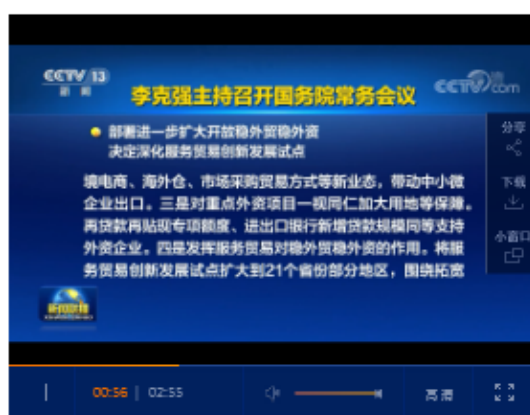 CCTV 13
新闻
李克强主持召开国务院常务会议
cctv.com
部署进一步扩大开放稳外贸稳外资
决定深化服务贸易创新发展试点
境电商、海外仓、市场采购贸易方式等新业态，带动中小微
企业出口。三是对重点外资项目一视同仁加大用地等保障。
再贷款再贴现专项额度、进出口银行新增贷款规模同等支持
外资企业。四是发挥服务贸易对稳外贸稳外资的作用。将服
务贸易创新发展试点扩大到21个省份部分地区，围绕拓宽
分享
下载
小窗口
新闻联播
00:56 | 02:55
高清